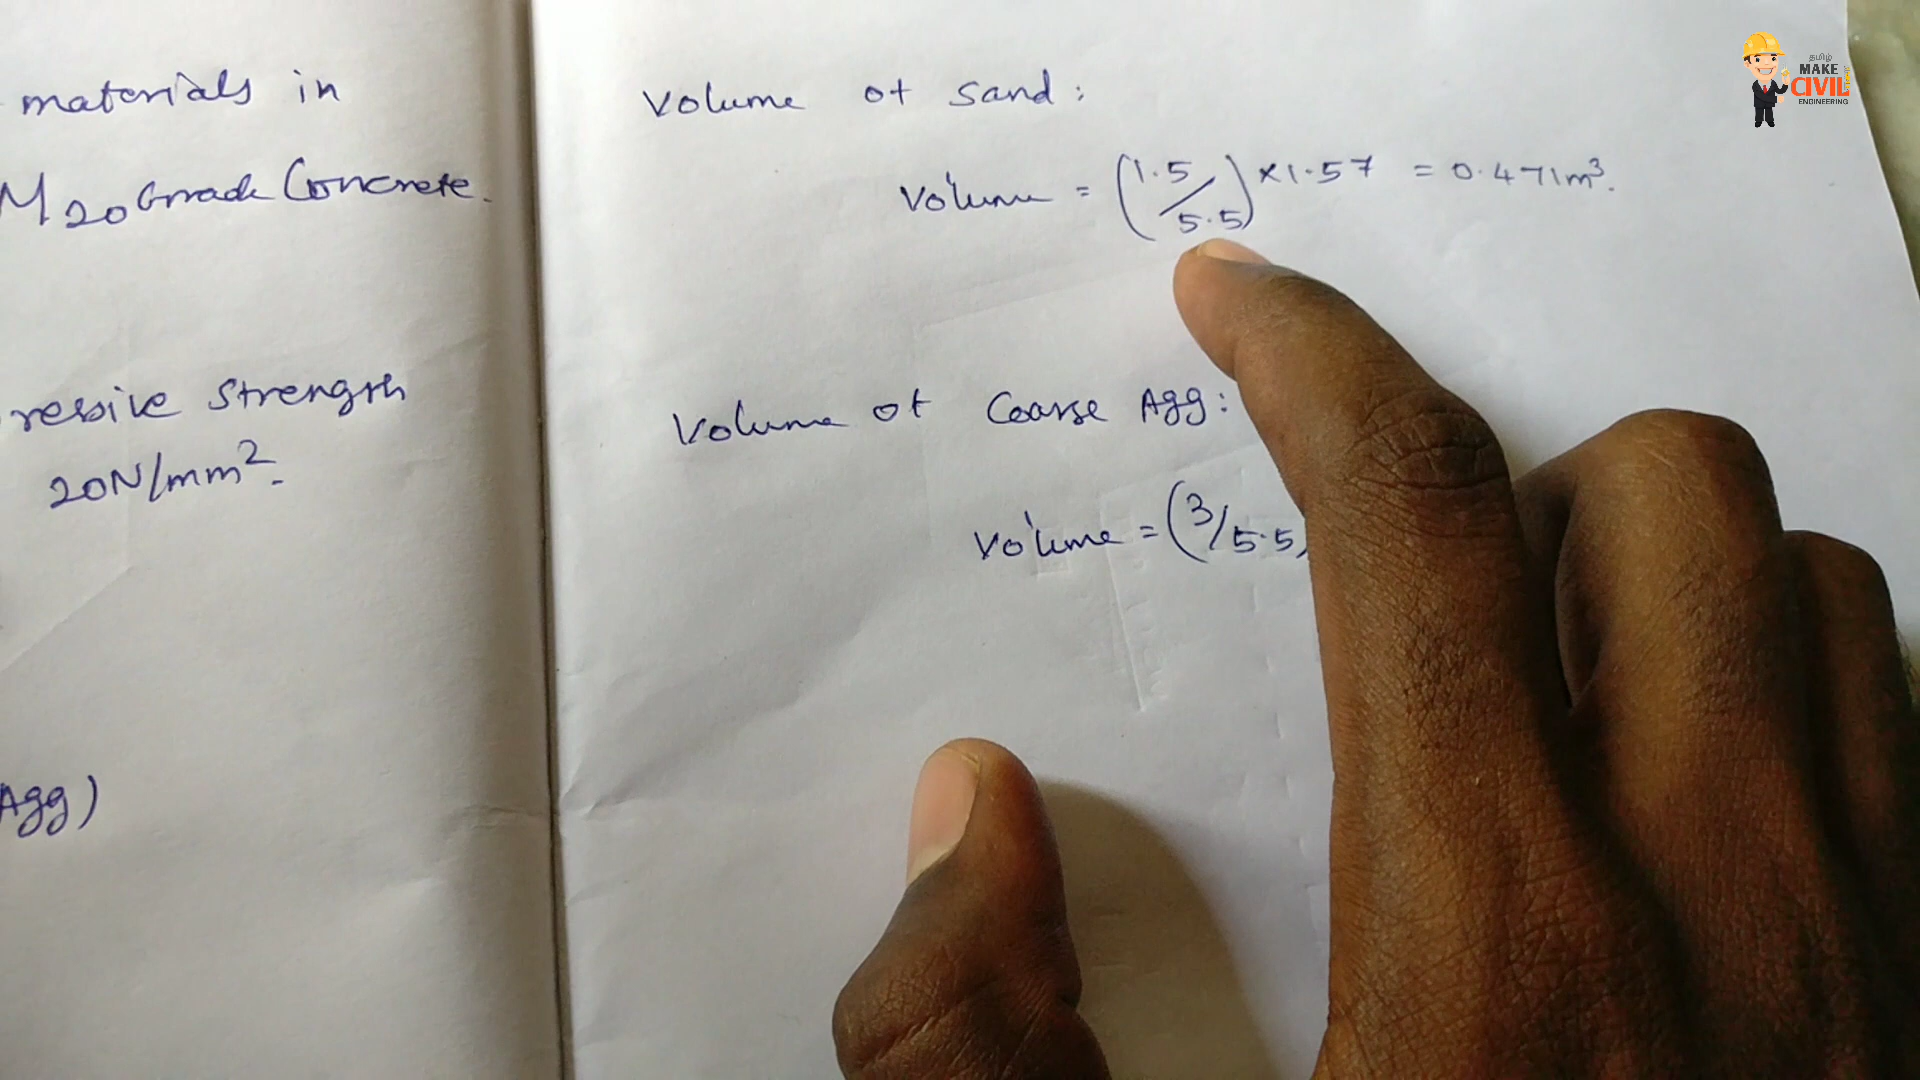 materials in
M20 Grade Concrete.
ressive Strength
20N/mm².
Agg)
Volume of Sand:
Volume = (1.5/5.5) ×1.57 = 0.471m³.
Volume of Coarse Agg:
Volume = (3/5.5)
தமிழ்
MAKE
CIVIL
ENGINEERING